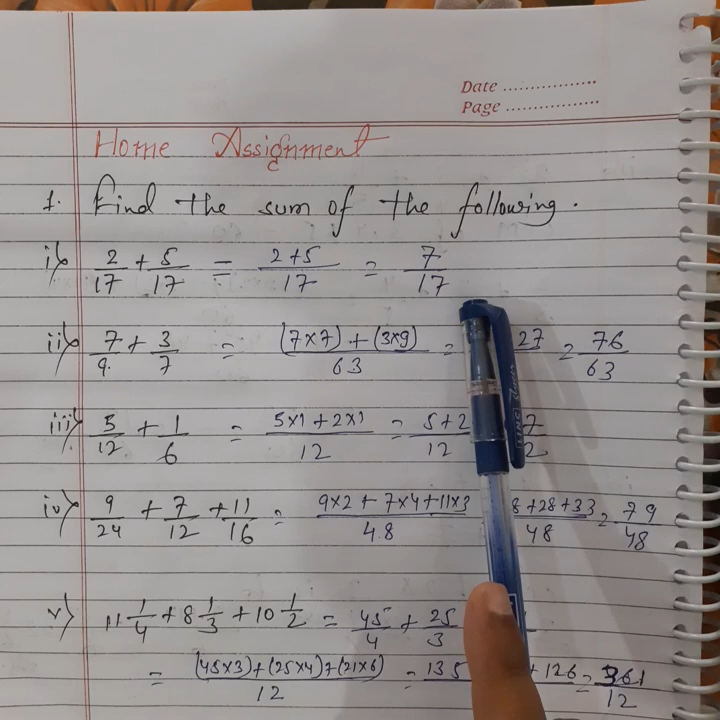 Date ................
Page ................
Home Assignment
1. Find the sum of the following.
i) 2/17 + 5/17 = 2+5/17 = 7/17
ii) 7/9 + 3/7 = (7×7) + (3×9)/63 = 27 = 76/63
iii) 5/12 + 1/6 = 5×1 + 2×1/12 = 5+2/12 7/2
iv) 9/24 + 7/12 + 11/16 = 9×2 + 7×4 + 11×3/48 8+28+33/48 = 79/48
v) 11 1/4 + 8 1/3 + 10 1/2 = 45/4 + 25/3
= (45×3)+(25×4)+(21×6)/12 = 135 +126 = 361/12